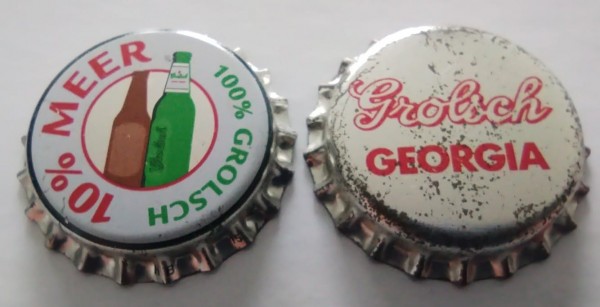 10% MEER
100% GROLSCH
Grolsch
Grolsch
GEORGIA